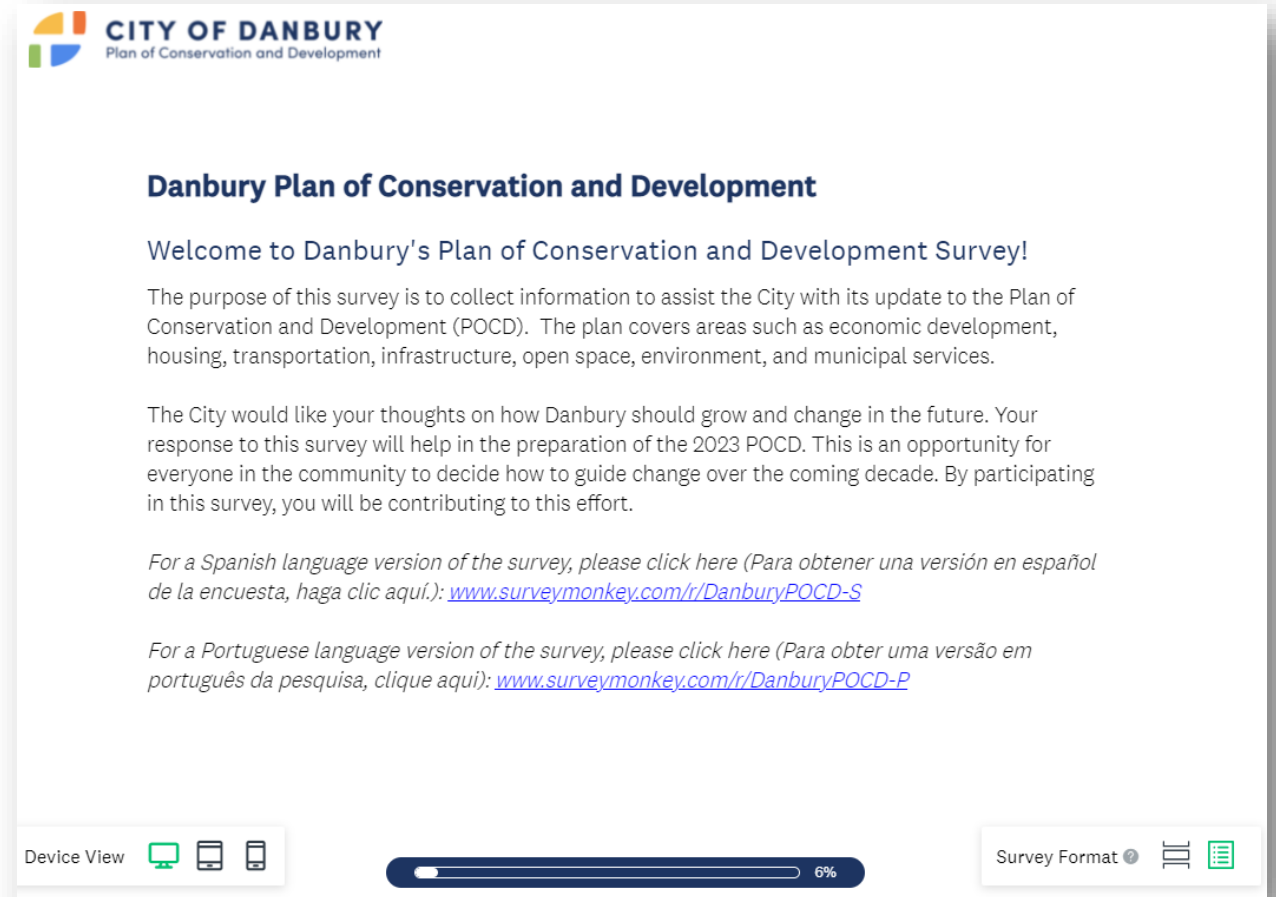 CITY OF DANBURY
Plan of Conservation and Development
Danbury Plan of Conservation and Development
Welcome to Danbury's Plan of Conservation and Development Survey!
The purpose of this survey is to collect information to assist the City with its update to the Plan of
Conservation and Development (POCD).  The plan covers areas such as economic development,
housing, transportation, infrastructure, open space, environment, and municipal services.
The City would like your thoughts on how Danbury should grow and change in the future. Your
response to this survey will help in the preparation of the 2023 POCD. This is an opportunity for
everyone in the community to decide how to guide change over the coming decade. By participating
in this survey, you will be contributing to this effort.
For a Spanish language version of the survey, please click here (Para obtener una versión en español
de la encuesta, haga clic aquí.): www.surveymonkey.com/r/DanburyPOCD-S
For a Portuguese language version of the survey, please click here (Para obter uma versão em
português da pesquisa, clique aqui): www.surveymonkey.com/r/DanburyPOCD-P
Device View
6%
Survey Format ?